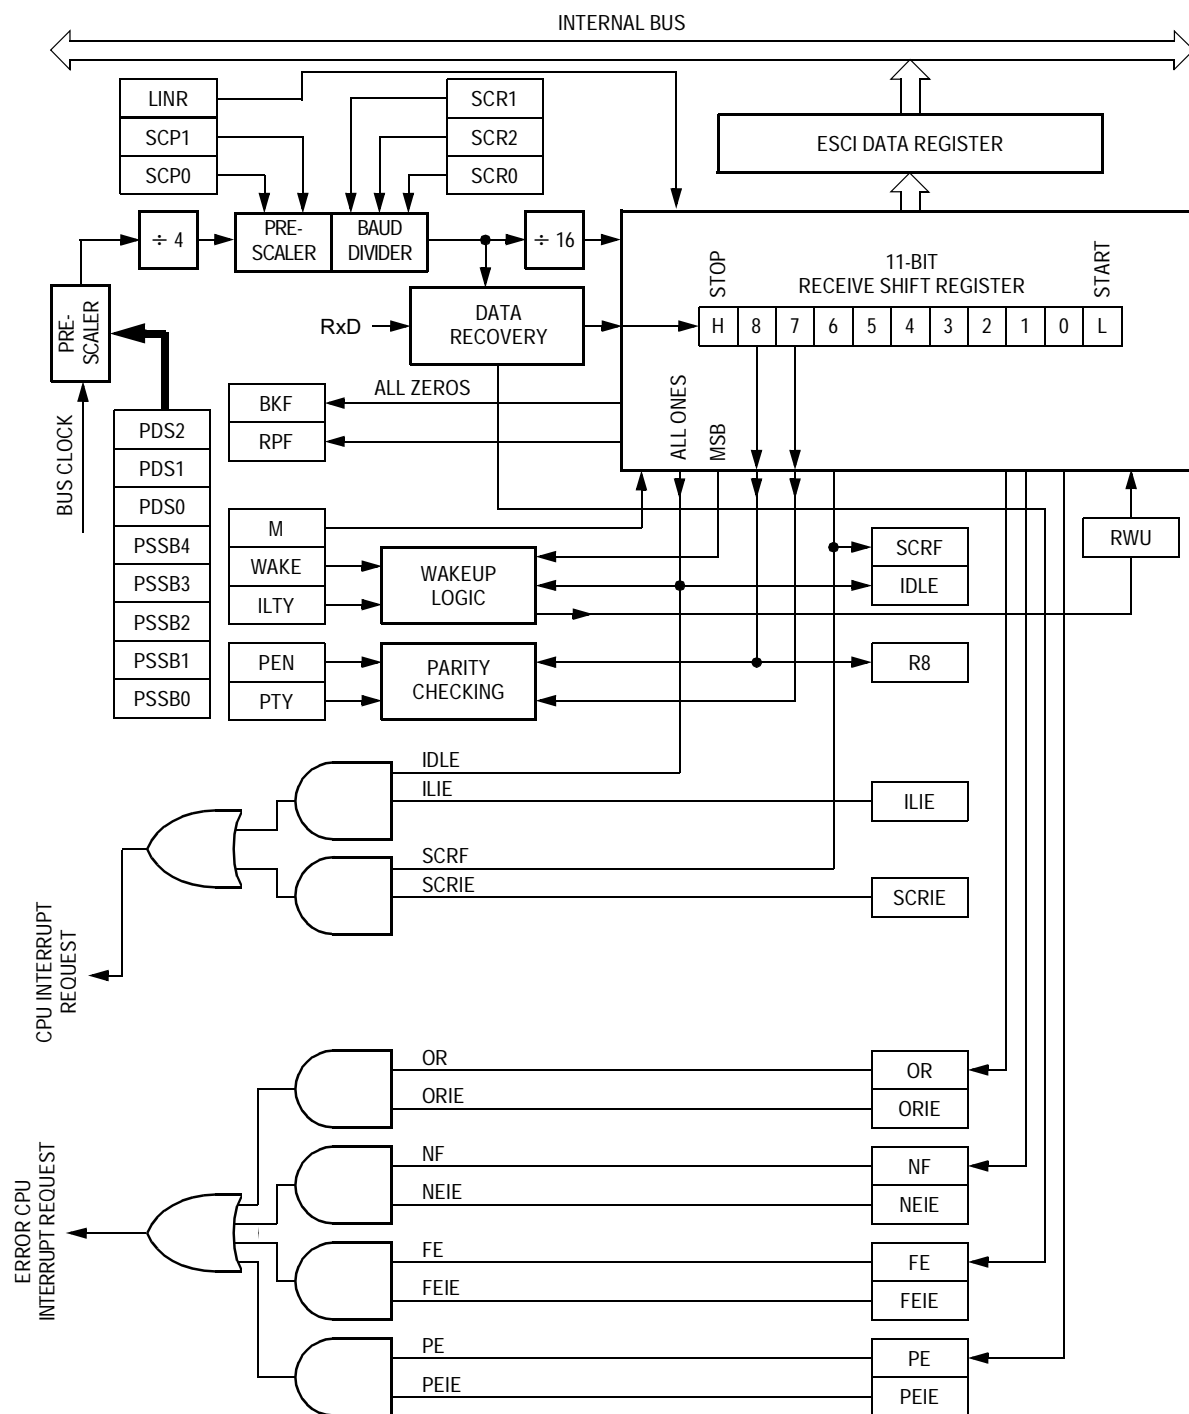 INTERNAL BUS
LINR
SCP1
SCP0
SCR1
SCR2
SCR0
ESCI DATA REGISTER
÷ 4
PRE-
SCALER
BAUD
DIVIDER
÷ 16
PRE-
SCALER
BUS CLOCK
RxD
DATA
RECOVERY
STOP
11-BIT
RECEIVE SHIFT REGISTER
START
H
8
7
6
5
4
3
2
1
0
L
ALL ZEROS
BKF
RPF
ALL ONES
MSB
PDS2
PDS1
PDS0
PSSB4
PSSB3
PSSB2
PSSB1
PSSB0
M
WAKE
ILTY
WAKEUP
LOGIC
SCRF
IDLE
RWU
PEN
PTY
PARITY
CHECKING
R8
IDLE
ILIE
ILIE
SCRF
SCRIE
SCRIE
CPU INTERRUPT
REQUEST
OR
ORIE
OR
ORIE
NF
NEIE
NF
NEIE
FE
FEIE
FE
FEIE
PE
PEIE
PE
PEIE
ERROR CPU
INTERRUPT REQUEST